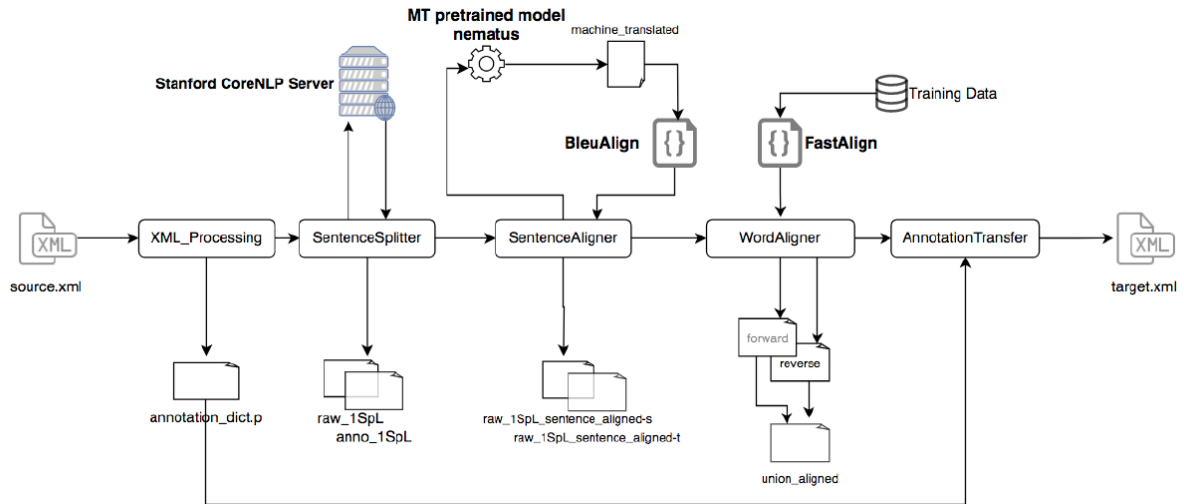 MT pretrained model
nematus
machine_translated
Stanford CoreNLP Server
Training Data
BleuAlign
{}
{}
FastAlign
XML
XML_Processing
SentenceSplitter
SentenceAligner
WordAligner
AnnotationTransfer
XML
source.xml
target.xml
forward
reverse
annotation_dict.p
raw_1SpL
anno_1SpL
raw_1SpL_sentence_aligned-s
raw_1SpL_sentence_aligned-t
union_aligned